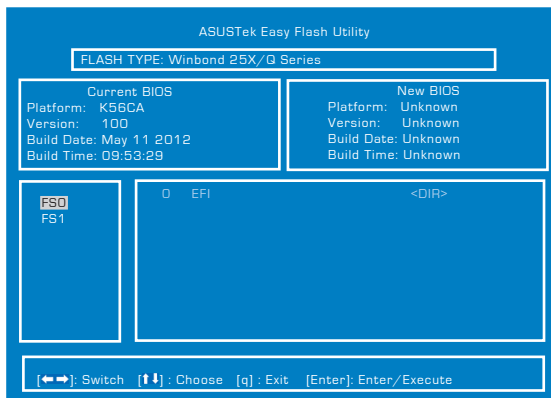 ASUSTek Easy Flash Utility
FLASH TYPE: Winbond 25X/Q Series
Current BIOS
Platform: K56CA
Version: 100
Build Date: May 11 2012
Build Time: 09:53:29
New BIOS
Platform: Unknown
Version: Unknown
Build Date: Unknown
Build Time: Unknown
FS0
FS1
0 EFI <DIR>
[⬅➡]: Switch [⬆⬇] : Choose [q] : Exit [Enter]: Enter/Execute